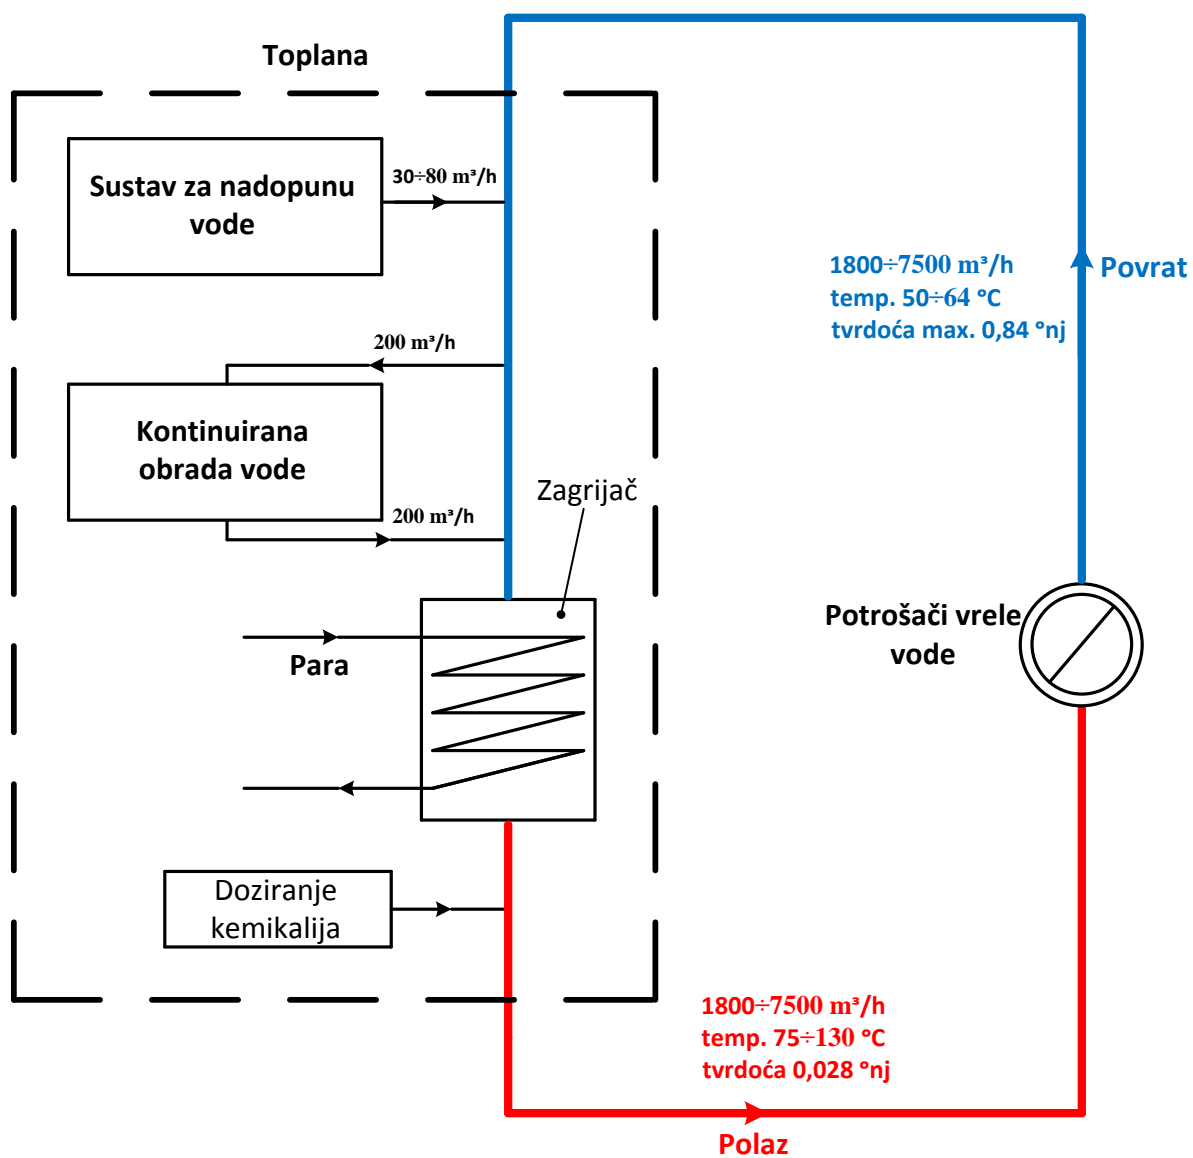 Toplana
Sustav za nadopunu
vode
30÷80 m³/h
1800÷7500 m³/h
temp. 50÷64 °C
tvrdoća max. 0,84 °nj
Povrat
200 m³/h
Kontinuirana
obrada vode
200 m³/h
Zagrijač
Para
Potrošači vrele
vode
Doziranje
kemikalija
1800÷7500 m³/h
temp. 75÷130 °C
tvrdoća 0,028 °nj
Polaz